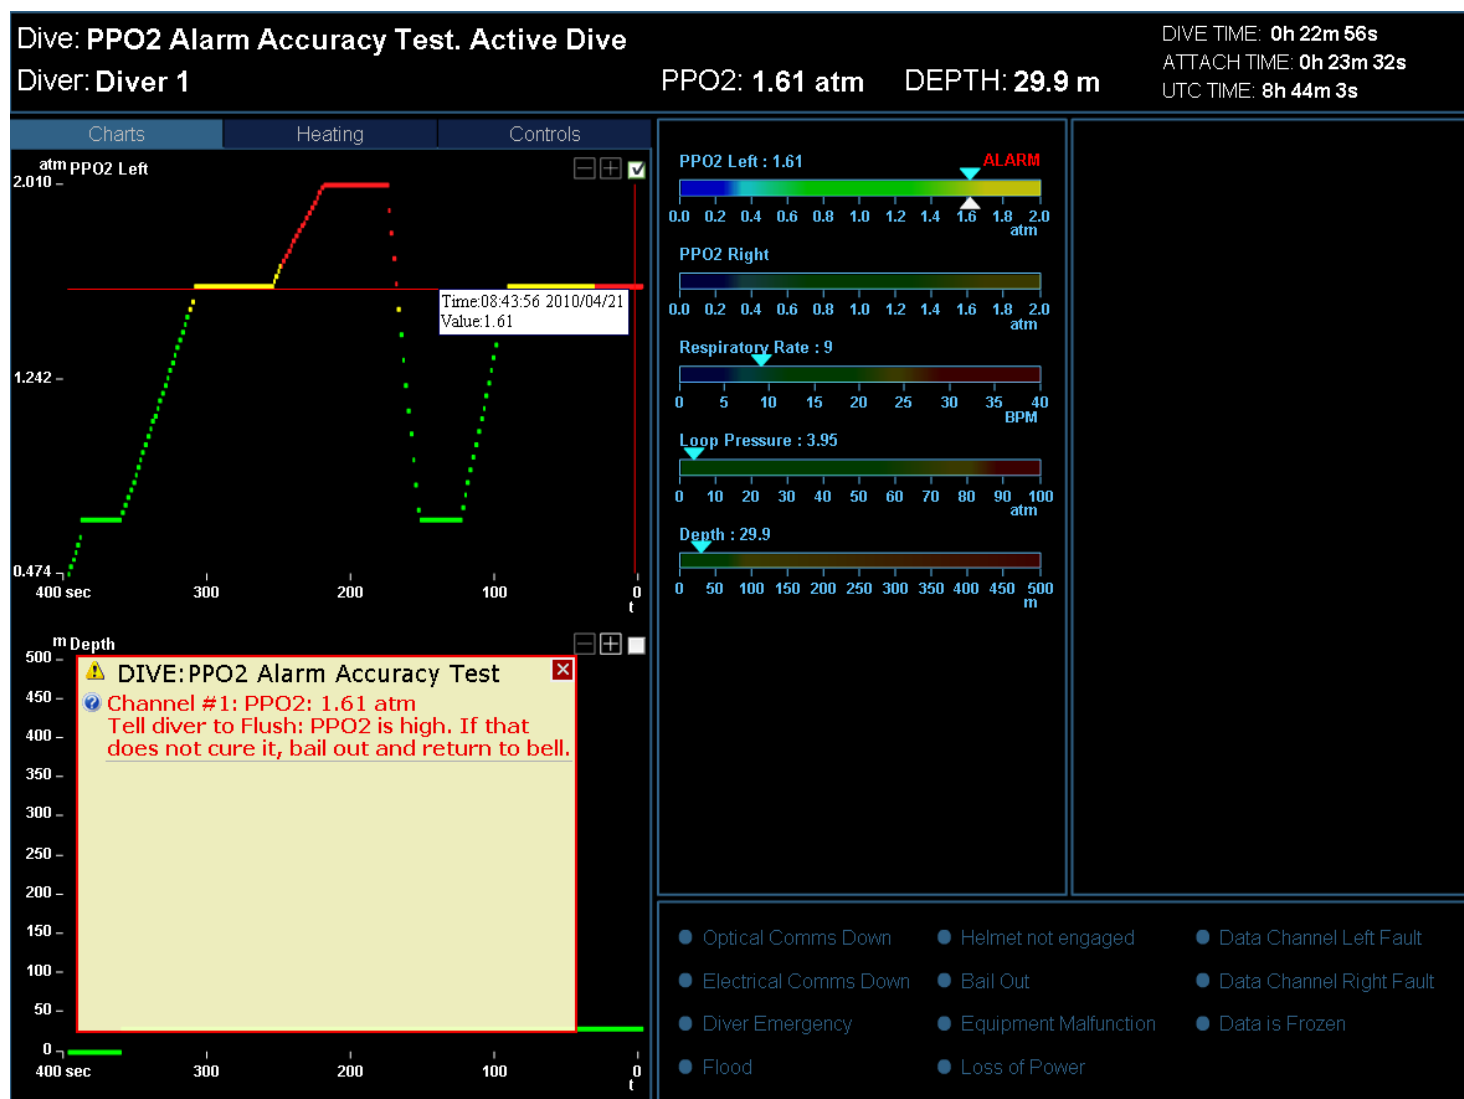 Dive: PPO2 Alarm Accuracy Test. Active Dive
Diver: Diver 1
PPO2: 1.61 atm
DEPTH: 29.9 m
DIVE TIME: 0h 22m 56s
ATTACH TIME: 0h 23m 32s
UTC TIME: 8h 44m 3s
Charts Heating Controls
atm PPO2 Left
2.010
1.242
0.474
400 sec 300 200 100 0
t
Time:08:43:56 2010/04/21
Value:1.61
m Depth
500
450
400
350
300
250
200
150
100
50
0
400 sec 300 200 100 0
t
DIVE: PPO2 Alarm Accuracy Test
Channel #1: PPO2: 1.61 atm
Tell diver to Flush: PPO2 is high. If that
does not cure it, bail out and return to bell.
PPO2 Left : 1.61 ALARM
0.0 0.2 0.4 0.6 0.8 1.0 1.2 1.4 1.6 1.8 2.0
atm
PPO2 Right
0.0 0.2 0.4 0.6 0.8 1.0 1.2 1.4 1.6 1.8 2.0
atm
Respiratory Rate : 9
0 5 10 15 20 25 30 35 40
BPM
Loop Pressure : 3.95
0 10 20 30 40 50 60 70 80 90 100
atm
Depth : 29.9
0 50 100 150 200 250 300 350 400 450 500
m
Optical Comms Down Helmet not engaged Data Channel Left Fault
Electrical Comms Down Bail Out Data Channel Right Fault
Diver Emergency Equipment Malfunction Data is Frozen
Flood Loss of Power